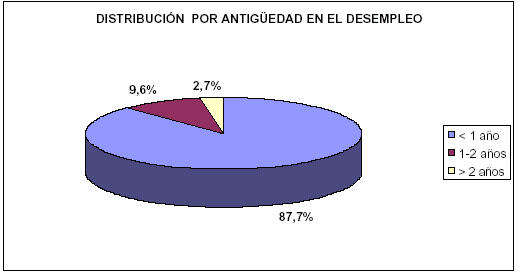 DISTRIBUCIÓN POR ANTIGÜEDAD EN EL DESEMPLEO
2,7%
9,6%
< 1 año
1-2 años
> 2 años
87,7%